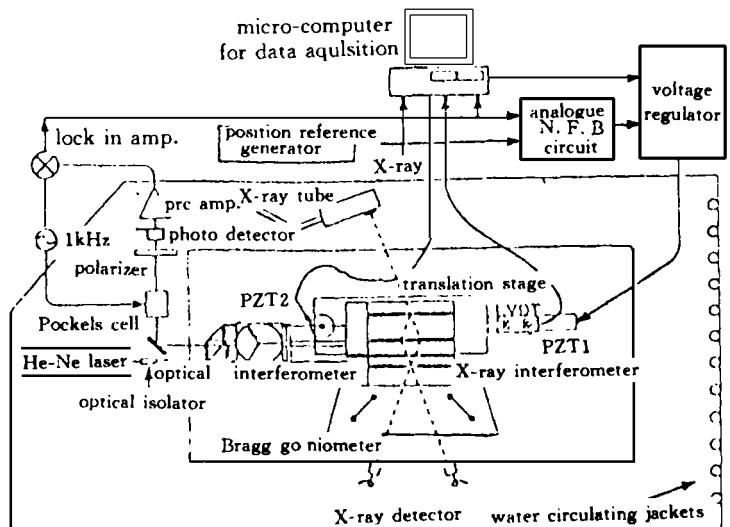 micro-computer
for data aqulsition
voltage
regulator
analogue
N. F. B
circuit
lock in amp.
position reference
generator
X-ray
X-ray tube
prc amp.
1kHz
photo detector
polarizer
translation stage
PZT2
LVDT
Pockels cell
PZT1
He-Ne laser
optical interferometer
X-ray interferometer
optical isolator
Bragg go niometer
X-ray detector
water circulating jackets